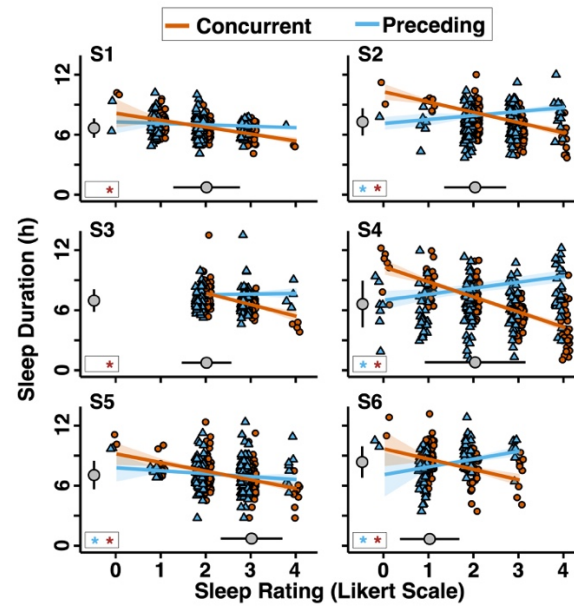 Concurrent Preceding
S1 S2
12
6
0
* * *
S3 S4
12
6
0
* * *
S5 S6
12
6
0
* * * *
0 1 2 3 4 0 1 2 3 4
Sleep Duration (h)
Sleep Rating (Likert Scale)